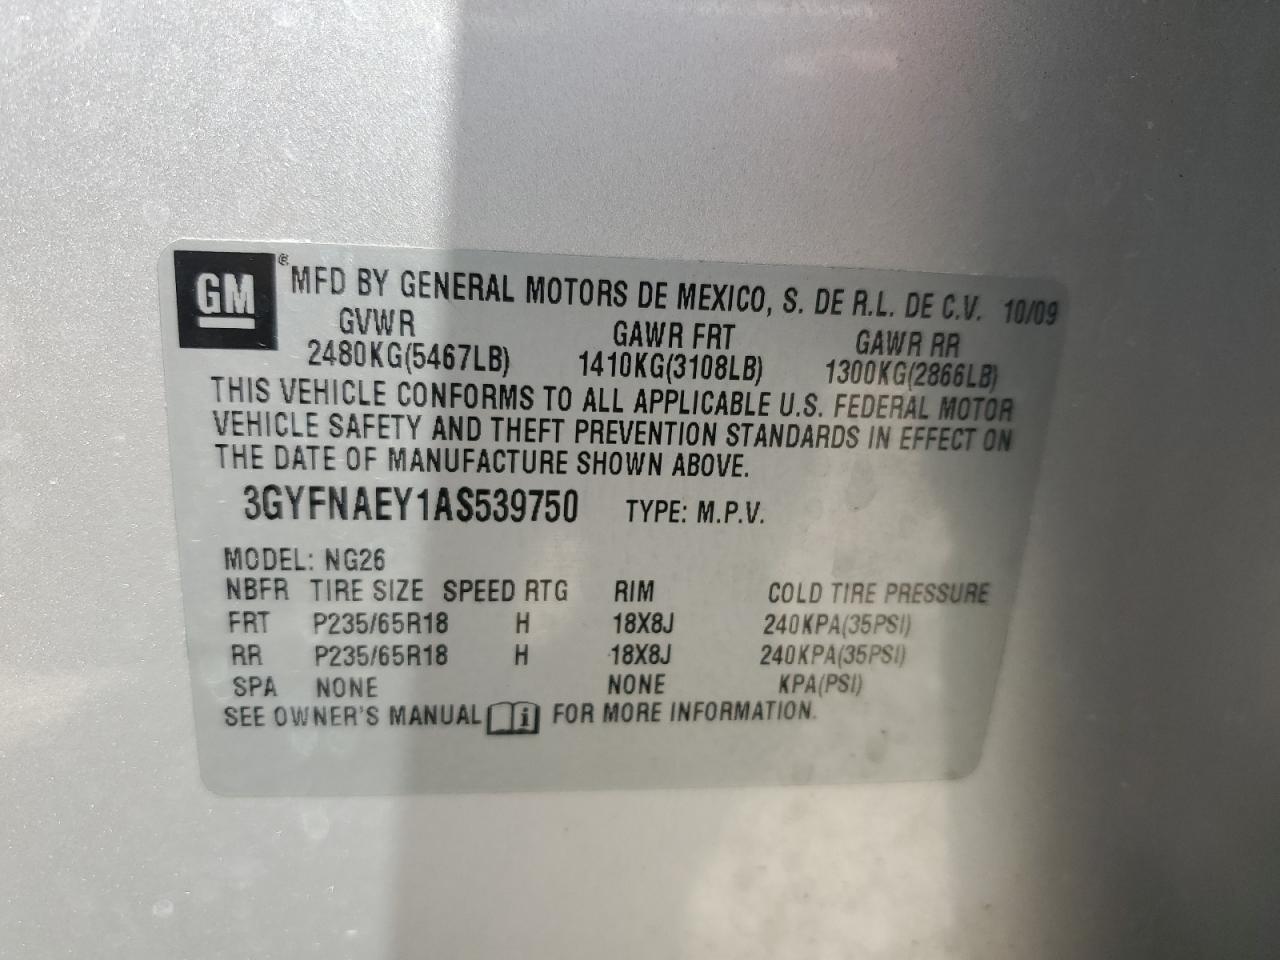 GM ® MFD BY GENERAL MOTORS DE MEXICO, S. DE R.L. DE C.V. 10/09
GVWR GAWR FRT GAWR RR
2480KG(5467LB) 1410KG(3108LB) 1300KG(2866LB)
THIS VEHICLE CONFORMS TO ALL APPLICABLE U.S. FEDERAL MOTOR
VEHICLE SAFETY AND THEFT PREVENTION STANDARDS IN EFFECT ON
THE DATE OF MANUFACTURE SHOWN ABOVE.
3GYFNAEY1AS539750 TYPE: M.P.V.
MODEL: NG26
NBFR TIRE SIZE SPEED RTG RIM COLD TIRE PRESSURE
FRT P235/65R18 H 18X8J 240KPA(35PSI)
RR P235/65R18 H 18X8J 240KPA(35PSI)
SPA NONE NONE KPA(PSI)
SEE OWNER'S MANUAL i FOR MORE INFORMATION.